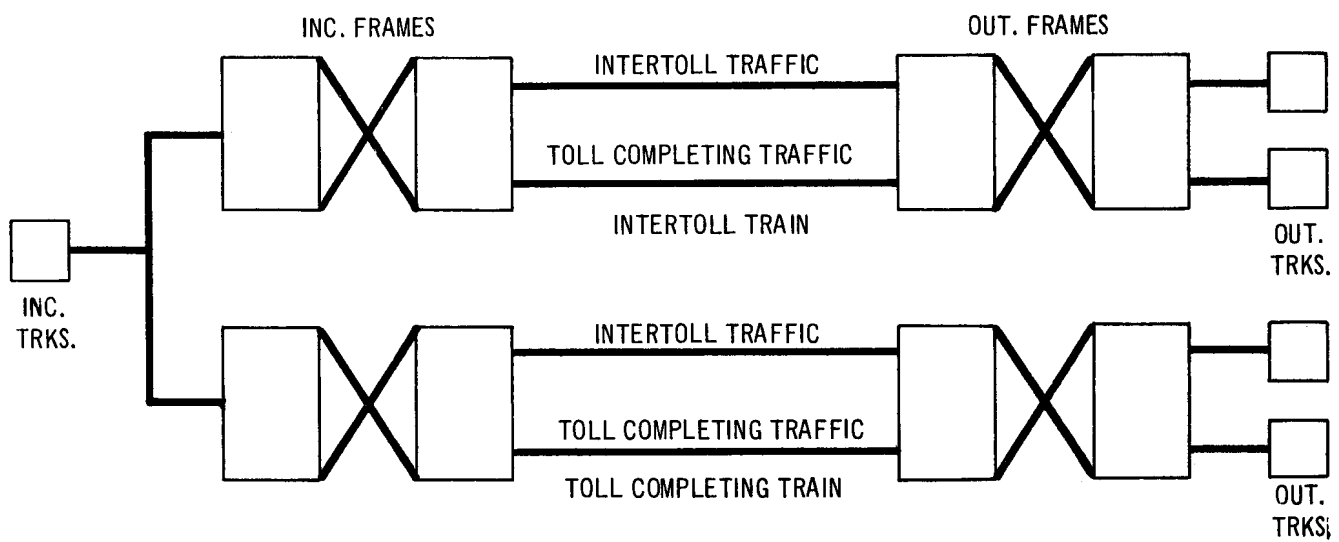 INC. FRAMES
OUT. FRAMES
INTERTOLL TRAFFIC
TOLL COMPLETING TRAFFIC
INTERTOLL TRAIN
OUT.
TRKS.
INC.
TRKS.
INTERTOLL TRAFFIC
TOLL COMPLETING TRAFFIC
TOLL COMPLETING TRAIN
OUT.
TRKS.